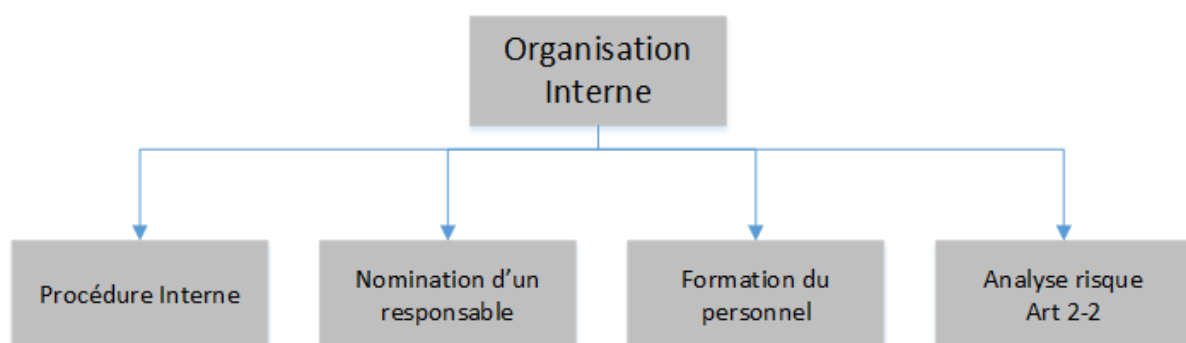 Organisation
Interne
Procédure Interne
Nomination d’un
responsable
Formation du
personnel
Analyse risque
Art 2-2